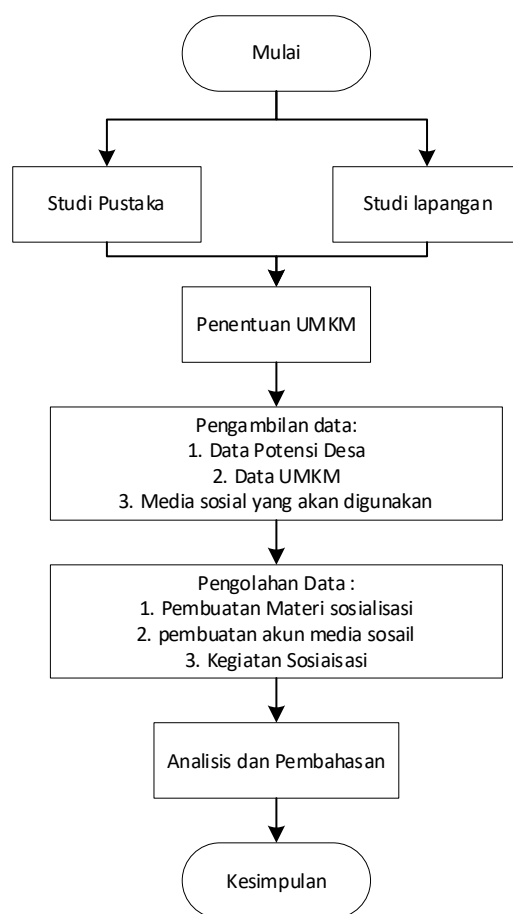 Mulai
Studi Pustaka
Studi lapangan
Penentuan UMKM
Pengambilan data:
1. Data Potensi Desa
2. Data UMKM
3. Media sosial yang akan digunakan
Pengolahan Data :
1. Pembuatan Materi sosialisasi
2. pembuatan akun media sosail
3. Kegiatan Sosiaisasi
Analisis dan Pembahasan
Kesimpulan